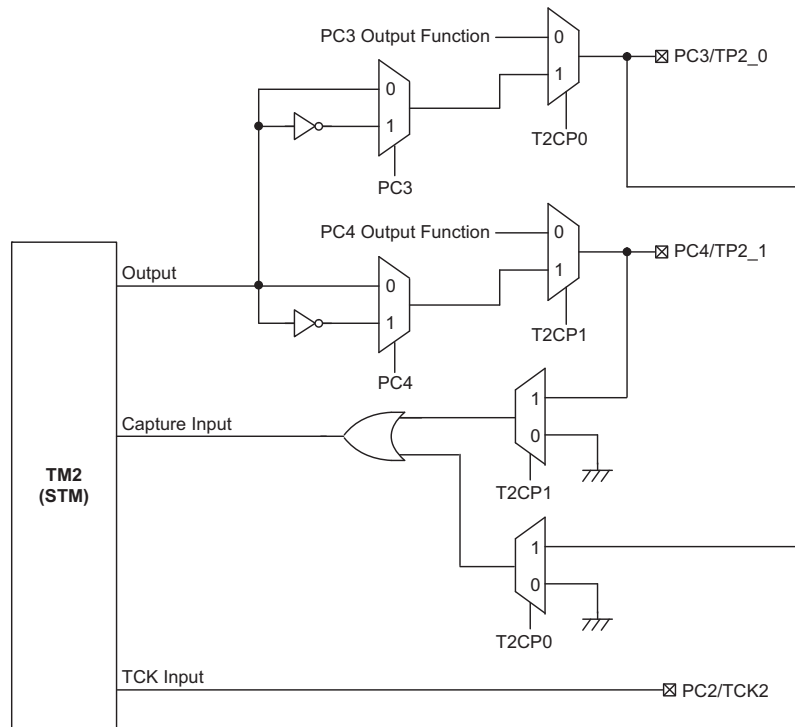 PC3 Output Function
0
1
PC3/TP2_0
T2CP0
0
1
PC3
PC4 Output Function
0
1
PC4/TP2_1
T2CP1
Output
0
1
PC4
Capture Input
1
0
T2CP1
TM2
(STM)
1
0
T2CP0
TCK Input
PC2/TCK2